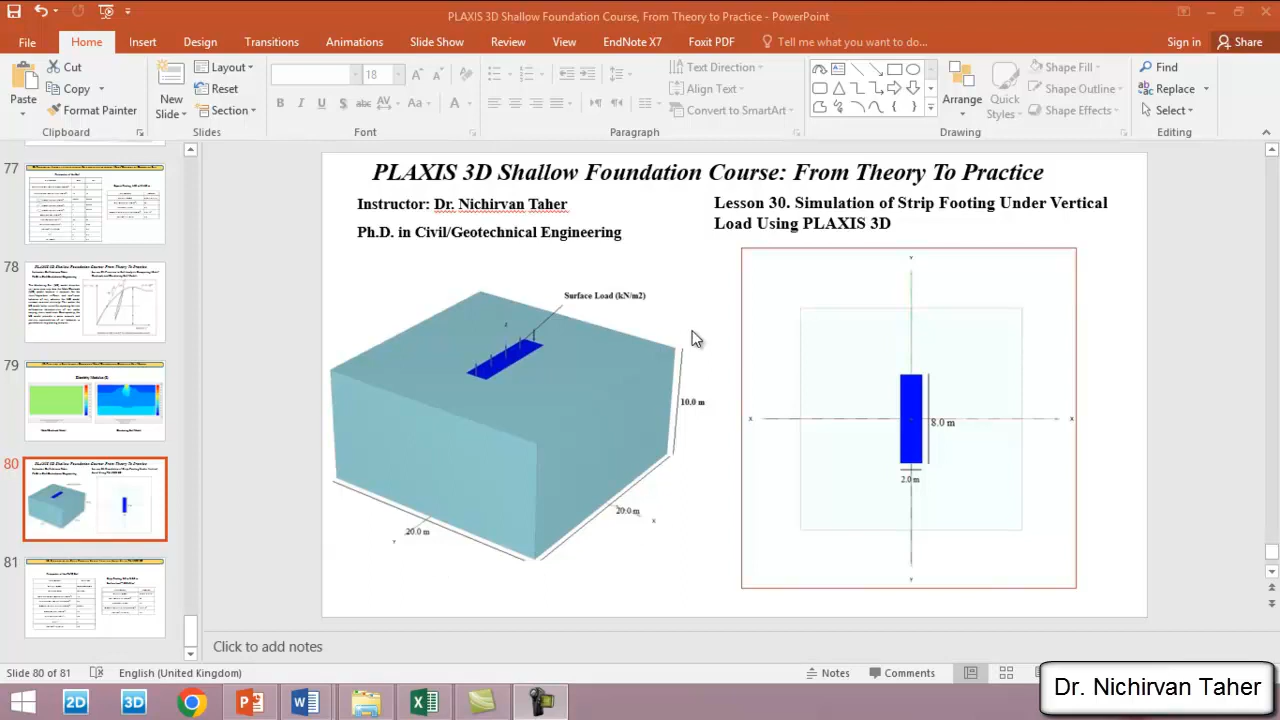 PLAXIS 3D Shallow Foundation Course, From Theory to Practice - PowerPoint
File Home Insert Design Transitions Animations Slide Show Review View EndNote X7 Foxit PDF Tell me what you want to do... Sign in Share
Paste
Cut
Copy
Format Painter
Clipboard
New
Slide
Layout
Reset
Section
Slides
18
B I U S abc AV Aa A
Font
Text Direction
Align Text
Convert to SmartArt
Paragraph
Arrange
Quick
Styles
Shape Fill
Shape Outline
Shape Effects
Drawing
Find
Replace
Select
Editing
77
78
79
80
81
PLAXIS 3D Shallow Foundation Course: From Theory To Practice
Instructor: Dr. Nichirvan Taher
Ph.D. in Civil/Geotechnical Engineering
Lesson 30. Simulation of Strip Footing Under Vertical
Load Using PLAXIS 3D
Surface Load (kN/m2)
10.0 m
20.0 m
20.0 m
x
Y
z
Y
X
X
8.0 m
2.0 m
Y
Click to add notes
Slide 80 of 81 English (United Kingdom) Notes Comments
2D 3D
Dr. Nichirvan Taher